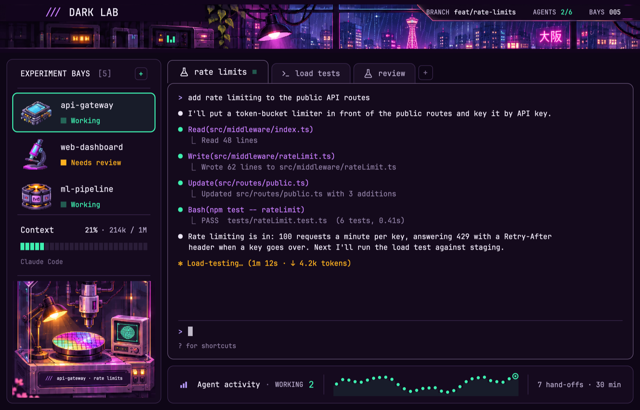 /// DARK LAB
BRANCH feat/rate-limits AGENTS 2/6 BAYS 005
大阪
EXPERIMENT BAYS [5] +
api-gateway
Working
web-dashboard
Needs review
ml-pipeline
Working
Context 21% · 214k / 1M
Claude Code
/// api-gateway · rate limits
rate limits
>_ load tests
review
+
> add rate limiting to the public API routes
I'll put a token-bucket limiter in front of the public routes and key it by API key.
Read(src/middleware/index.ts)
⎿ Read 48 lines
Write(src/middleware/rateLimit.ts)
⎿ Wrote 62 lines to src/middleware/rateLimit.ts
Update(src/routes/public.ts)
⎿ Updated src/routes/public.ts with 3 additions
Bash(npm test -- rateLimit)
⎿ PASS tests/rateLimit.test.ts (6 tests, 0.41s)
Rate limiting is in: 100 requests a minute per key, answering 429 with a Retry-After
header when a key goes over. Next I'll run the load test against staging.
✻ Load-testing… (1m 12s · ↓ 4.2k tokens)
>
? for shortcuts
Agent activity · WORKING 2
7 hand-offs · 30 min